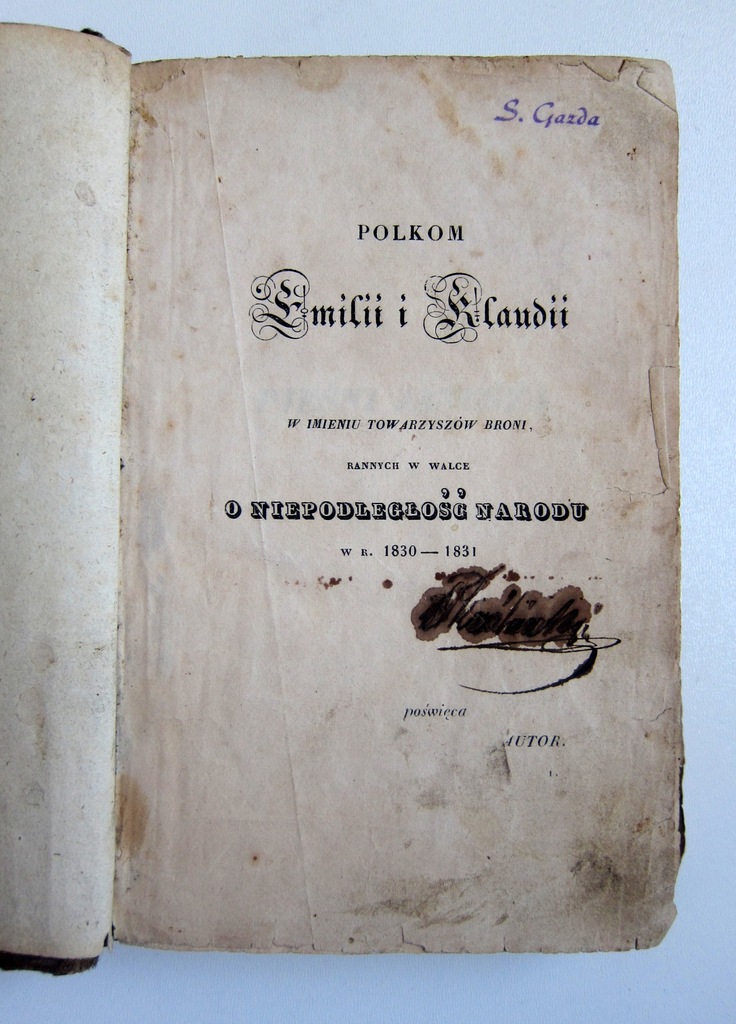 S. Gazda
POLKOM
Emilii i Klaudii
W IMIENIU TOWARZYSZÓW BRONI,
RANNYCH W WALCE
O NIEPODLEGŁOŚĆ NARODU
W R. 1830 — 1831
poświęca
AUTOR.